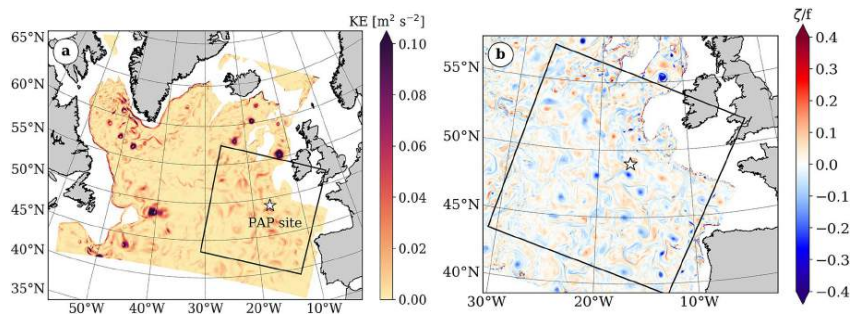 KE [m² s⁻²]
a
65°N
60°N
55°N
50°N
45°N
40°N
35°N
50°W
40°W
30°W
20°W
10°W
PAP site
0.10
0.08
0.06
0.04
0.02
0.00
ζ/f
b
55°N
50°N
45°N
40°N
30°W
20°W
10°W
0.4
0.3
0.2
0.1
0.0
−0.1
−0.2
−0.3
−0.4